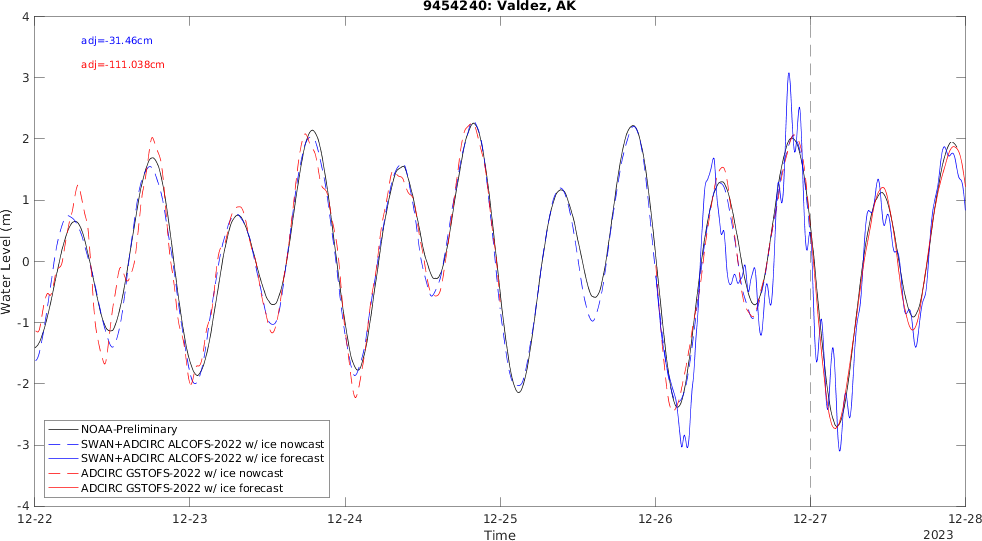 9454240: Valdez, AK
adj=-31.46cm
adj=-111.038cm
4
3
2
1
0
-1
-2
-3
-4
Water Level (m)
NOAA-Preliminary
SWAN+ADCIRC ALCOFS-2022 w/ ice nowcast
SWAN+ADCIRC ALCOFS-2022 w/ ice forecast
ADCIRC GSTOFS-2022 w/ ice nowcast
ADCIRC GSTOFS-2022 w/ ice forecast
12-22 12-23 12-24 12-25 12-26 12-27 12-28
Time
2023